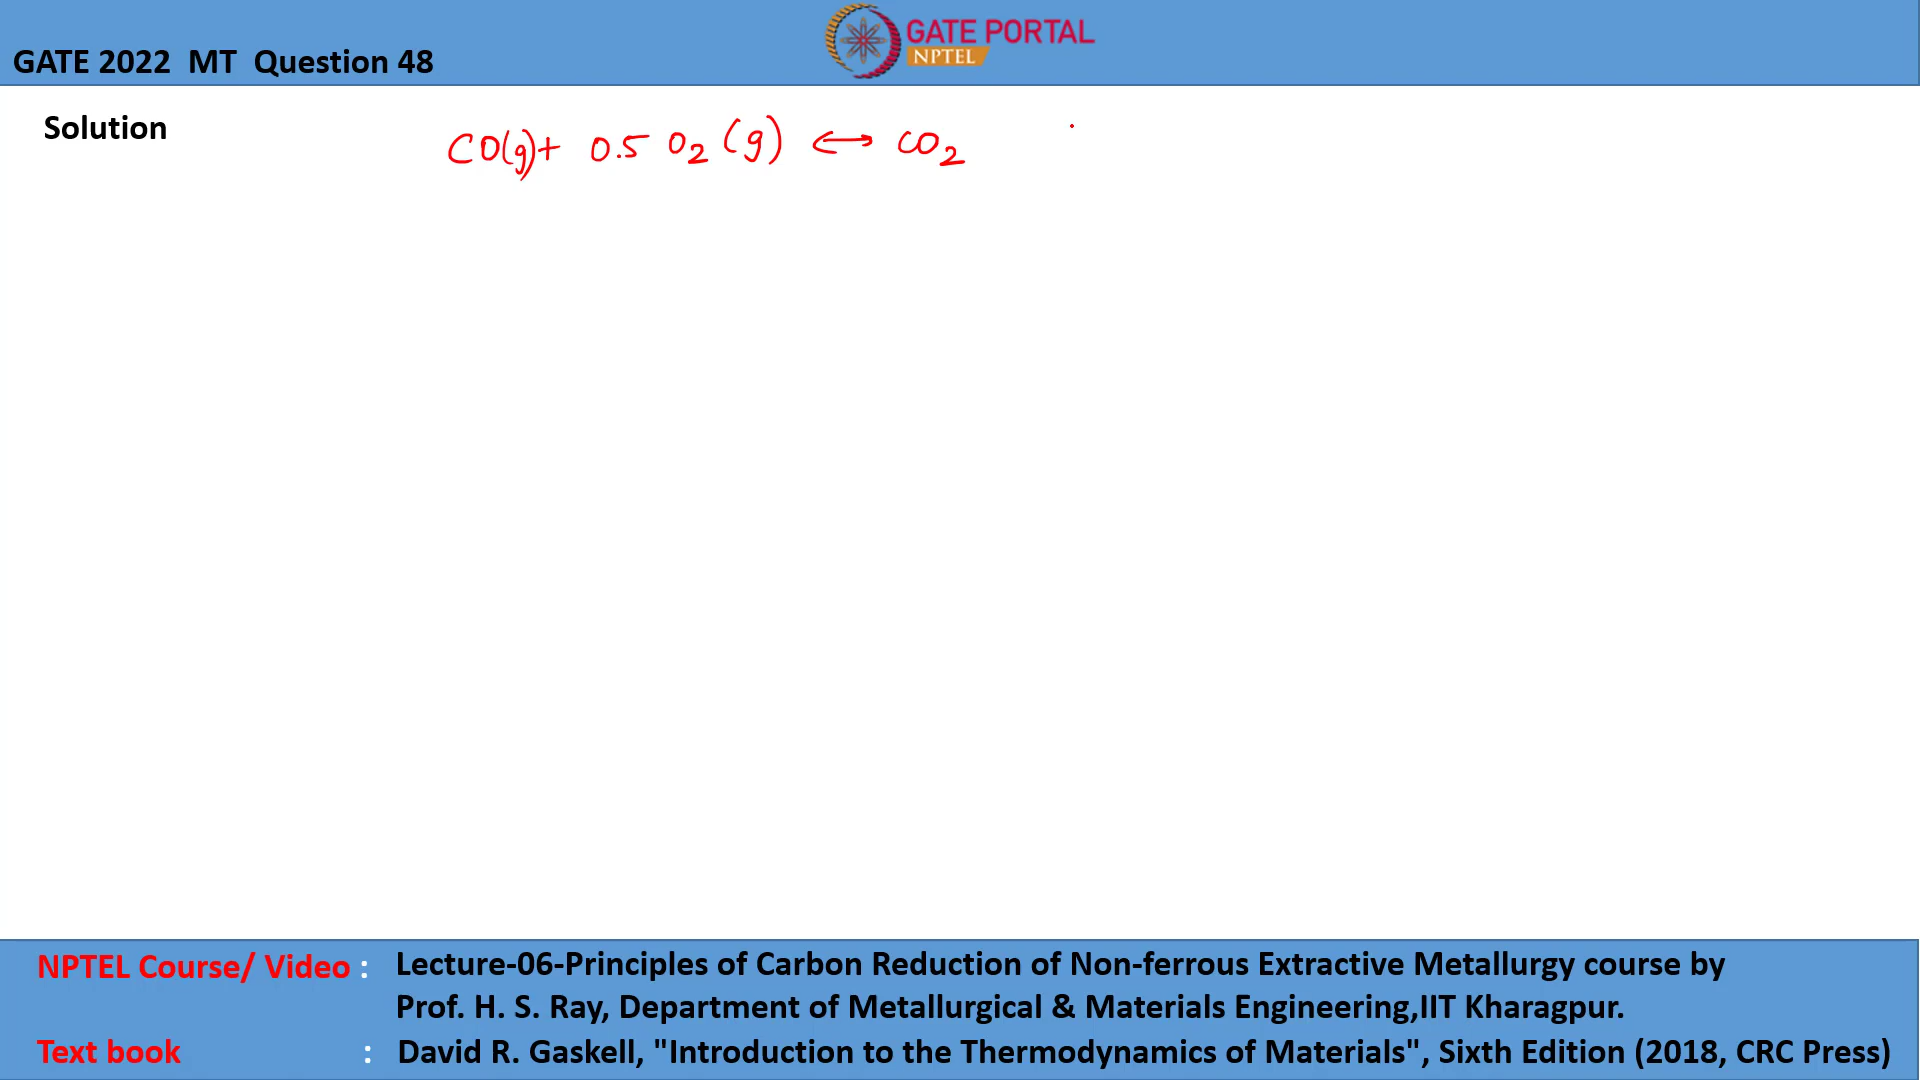 GATE PORTAL
NPTEL
GATE 2022 MT Question 48
Solution
CO(g)+ 0.5 O₂ (g) ⟷ CO₂
NPTEL Course/ Video : Lecture-06-Principles of Carbon Reduction of Non-ferrous Extractive Metallurgy course by
Prof. H. S. Ray, Department of Metallurgical & Materials Engineering,IIT Kharagpur.
Text book : David R. Gaskell, "Introduction to the Thermodynamics of Materials", Sixth Edition (2018, CRC Press)